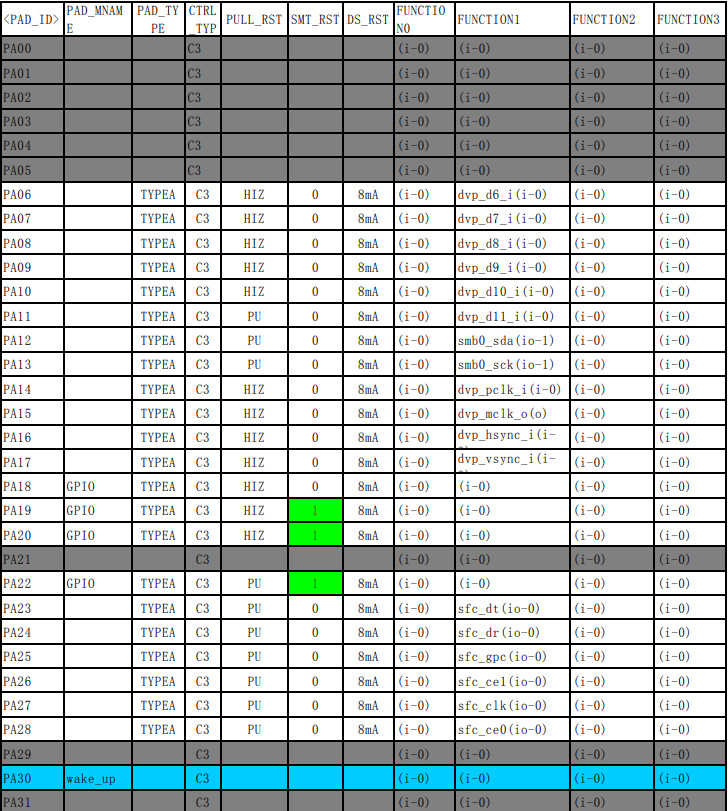 <PAD_ID> PAD_MNAME PAD_TYPE CTRL_TYP PULL_RST SMT_RST DS_RST FUNCTION0 FUNCTION1 FUNCTION2 FUNCTION3
PA00 C3 (i-0) (i-0) (i-0) (i-0)
PA01 C3 (i-0) (i-0) (i-0) (i-0)
PA02 C3 (i-0) (i-0) (i-0) (i-0)
PA03 C3 (i-0) (i-0) (i-0) (i-0)
PA04 C3 (i-0) (i-0) (i-0) (i-0)
PA05 C3 (i-0) (i-0) (i-0) (i-0)
PA06 TYPEA C3 HIZ 0 8mA (i-0) dvp_d6_i(i-0) (i-0) (i-0)
PA07 TYPEA C3 HIZ 0 8mA (i-0) dvp_d7_i(i-0) (i-0) (i-0)
PA08 TYPEA C3 HIZ 0 8mA (i-0) dvp_d8_i(i-0) (i-0) (i-0)
PA09 TYPEA C3 HIZ 0 8mA (i-0) dvp_d9_i(i-0) (i-0) (i-0)
PA10 TYPEA C3 HIZ 0 8mA (i-0) dvp_d10_i(i-0) (i-0) (i-0)
PA11 TYPEA C3 PU 0 8mA (i-0) dvp_d11_i(i-0) (i-0) (i-0)
PA12 TYPEA C3 PU 0 8mA (i-0) smb0_sda(io-1) (i-0) (i-0)
PA13 TYPEA C3 PU 0 8mA (i-0) smb0_sck(io-1) (i-0) (i-0)
PA14 TYPEA C3 HIZ 0 8mA (i-0) dvp_pclk_i(i-0) (i-0) (i-0)
PA15 TYPEA C3 HIZ 0 8mA (i-0) dvp_mclk_o(o) (i-0) (i-0)
PA16 TYPEA C3 HIZ 0 8mA (i-0) dvp_hsync_i(i- (i-0) (i-0)
PA17 TYPEA C3 HIZ 0 8mA (i-0) dvp_vsync_i(i- (i-0) (i-0)
PA18 GPIO TYPEA C3 HIZ 0 8mA (i-0) (i-0) (i-0) (i-0)
PA19 GPIO TYPEA C3 HIZ 1 8mA (i-0) (i-0) (i-0) (i-0)
PA20 GPIO TYPEA C3 HIZ 1 8mA (i-0) (i-0) (i-0) (i-0)
PA21 C3 (i-0) (i-0) (i-0) (i-0)
PA22 GPIO TYPEA C3 PU 1 8mA (i-0) (i-0) (i-0) (i-0)
PA23 TYPEA C3 PU 0 8mA (i-0) sfc_dt(io-0) (i-0) (i-0)
PA24 TYPEA C3 PU 0 8mA (i-0) sfc_dr(io-0) (i-0) (i-0)
PA25 TYPEA C3 PU 0 8mA (i-0) sfc_gpc(io-0) (i-0) (i-0)
PA26 TYPEA C3 PU 0 8mA (i-0) sfc_ce1(io-0) (i-0) (i-0)
PA27 TYPEA C3 PU 0 8mA (i-0) sfc_clk(io-0) (i-0) (i-0)
PA28 TYPEA C3 PU 0 8mA (i-0) sfc_ce0(io-0) (i-0) (i-0)
PA29 C3 (i-0) (i-0) (i-0) (i-0)
PA30 wake_up C3 (i-0) (i-0) (i-0) (i-0)
PA31 C3 (i-0) (i-0) (i-0) (i-0)